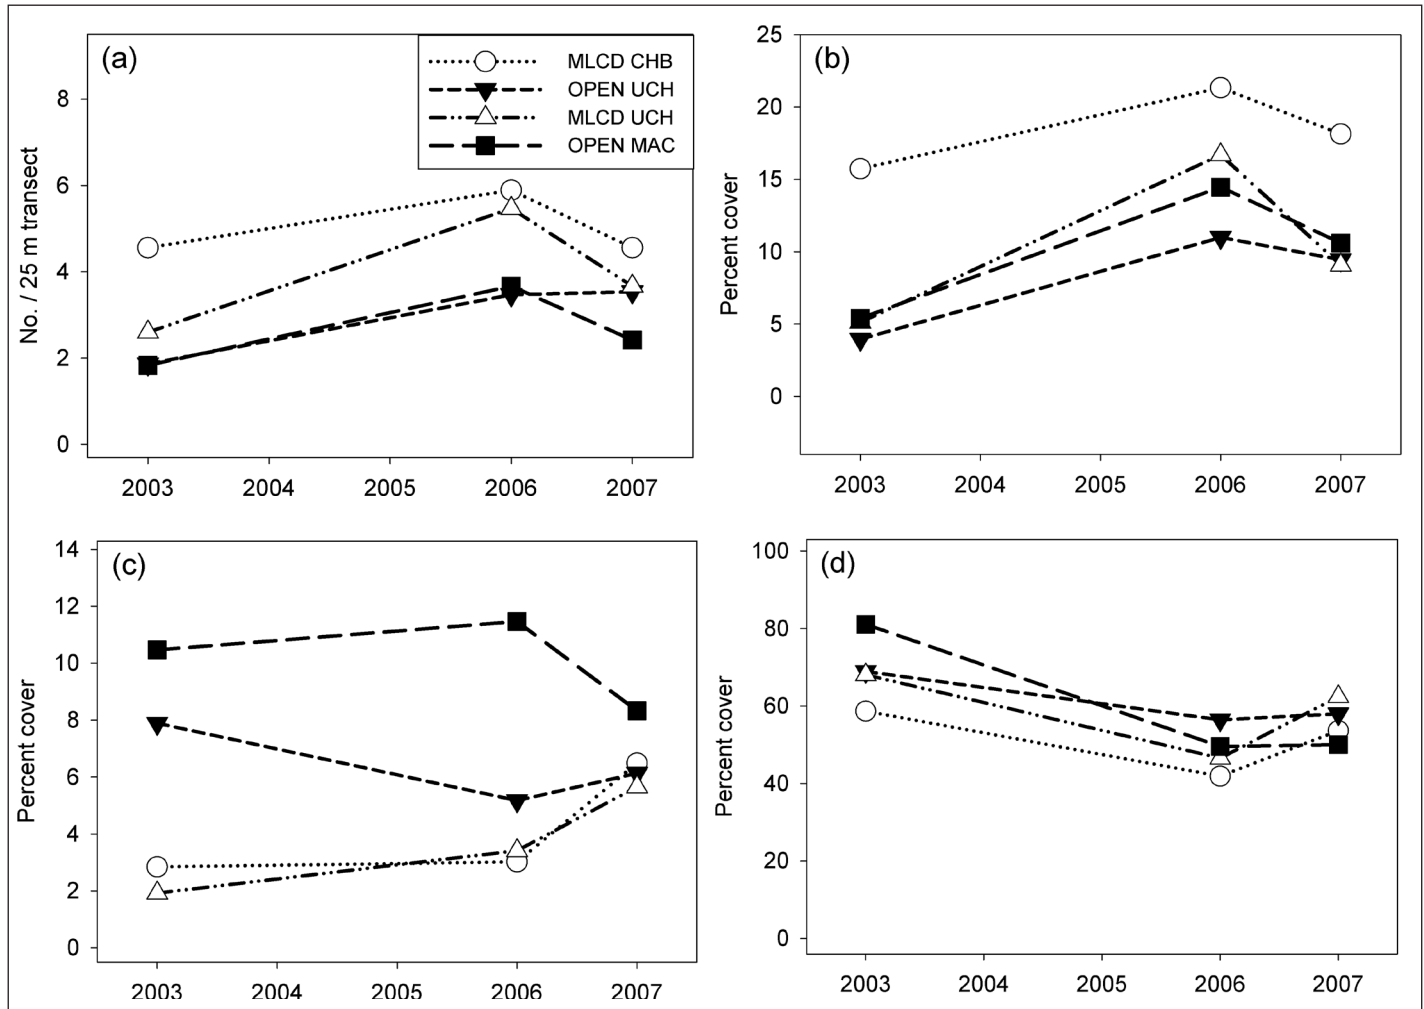 (a)
MLCD CHB
OPEN UCH
MLCD UCH
OPEN MAC
No. / 25 m transect
8
6
4
2
0
2003 2004 2005 2006 2007
(b)
Percent cover
25
20
15
10
5
0
2003 2004 2005 2006 2007
(c)
Percent cover
14
12
10
8
6
4
2
0
2003 2004 2005 2006 2007
(d)
Percent cover
100
80
60
40
20
0
2003 2004 2005 2006 2007